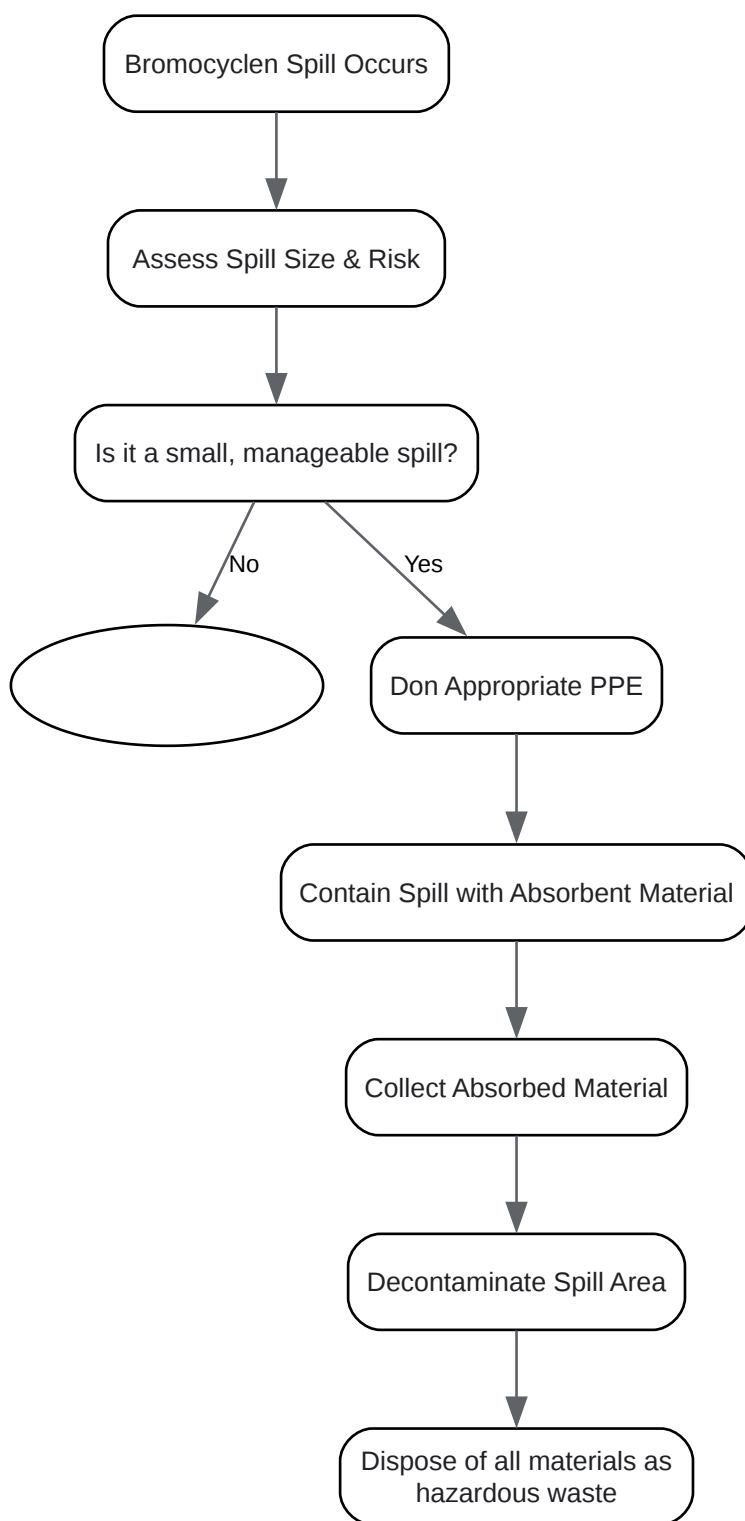 Bromocyclen Spill Occurs
Assess Spill Size & Risk
Is it a small, manageable spill?
No
Yes
Don Appropriate PPE
Contain Spill with Absorbent Material
Collect Absorbed Material
Decontaminate Spill Area
Dispose of all materials as
hazardous waste